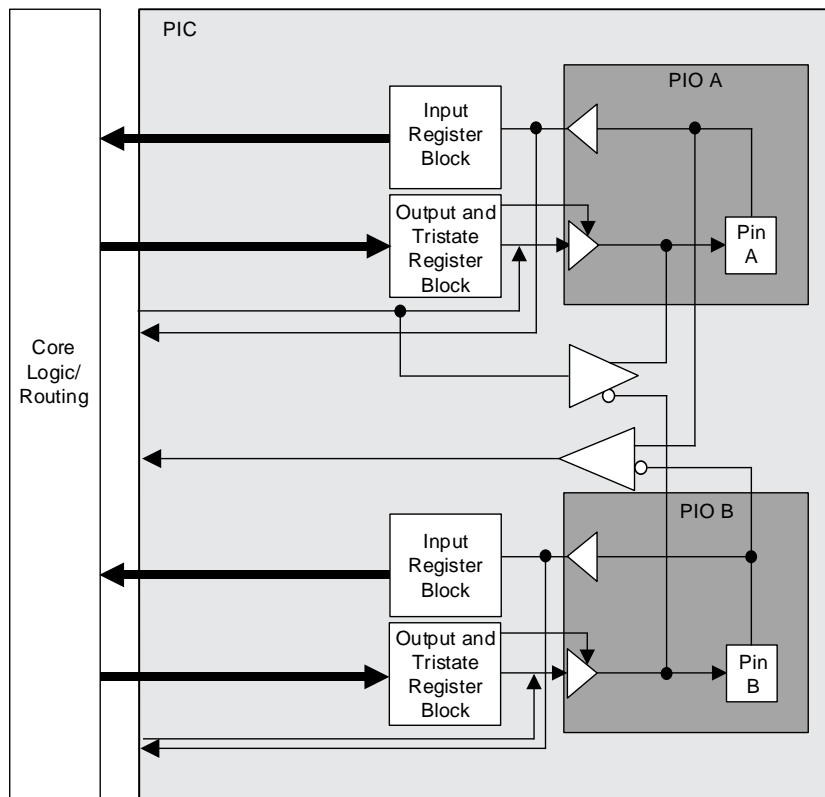 PIC
PIO A
Input
Register
Block
Output and
Tristate
Register
Block
Pin
A
Core
Logic/
Routing
PIO B
Input
Register
Block
Output and
Tristate
Register
Block
Pin
B